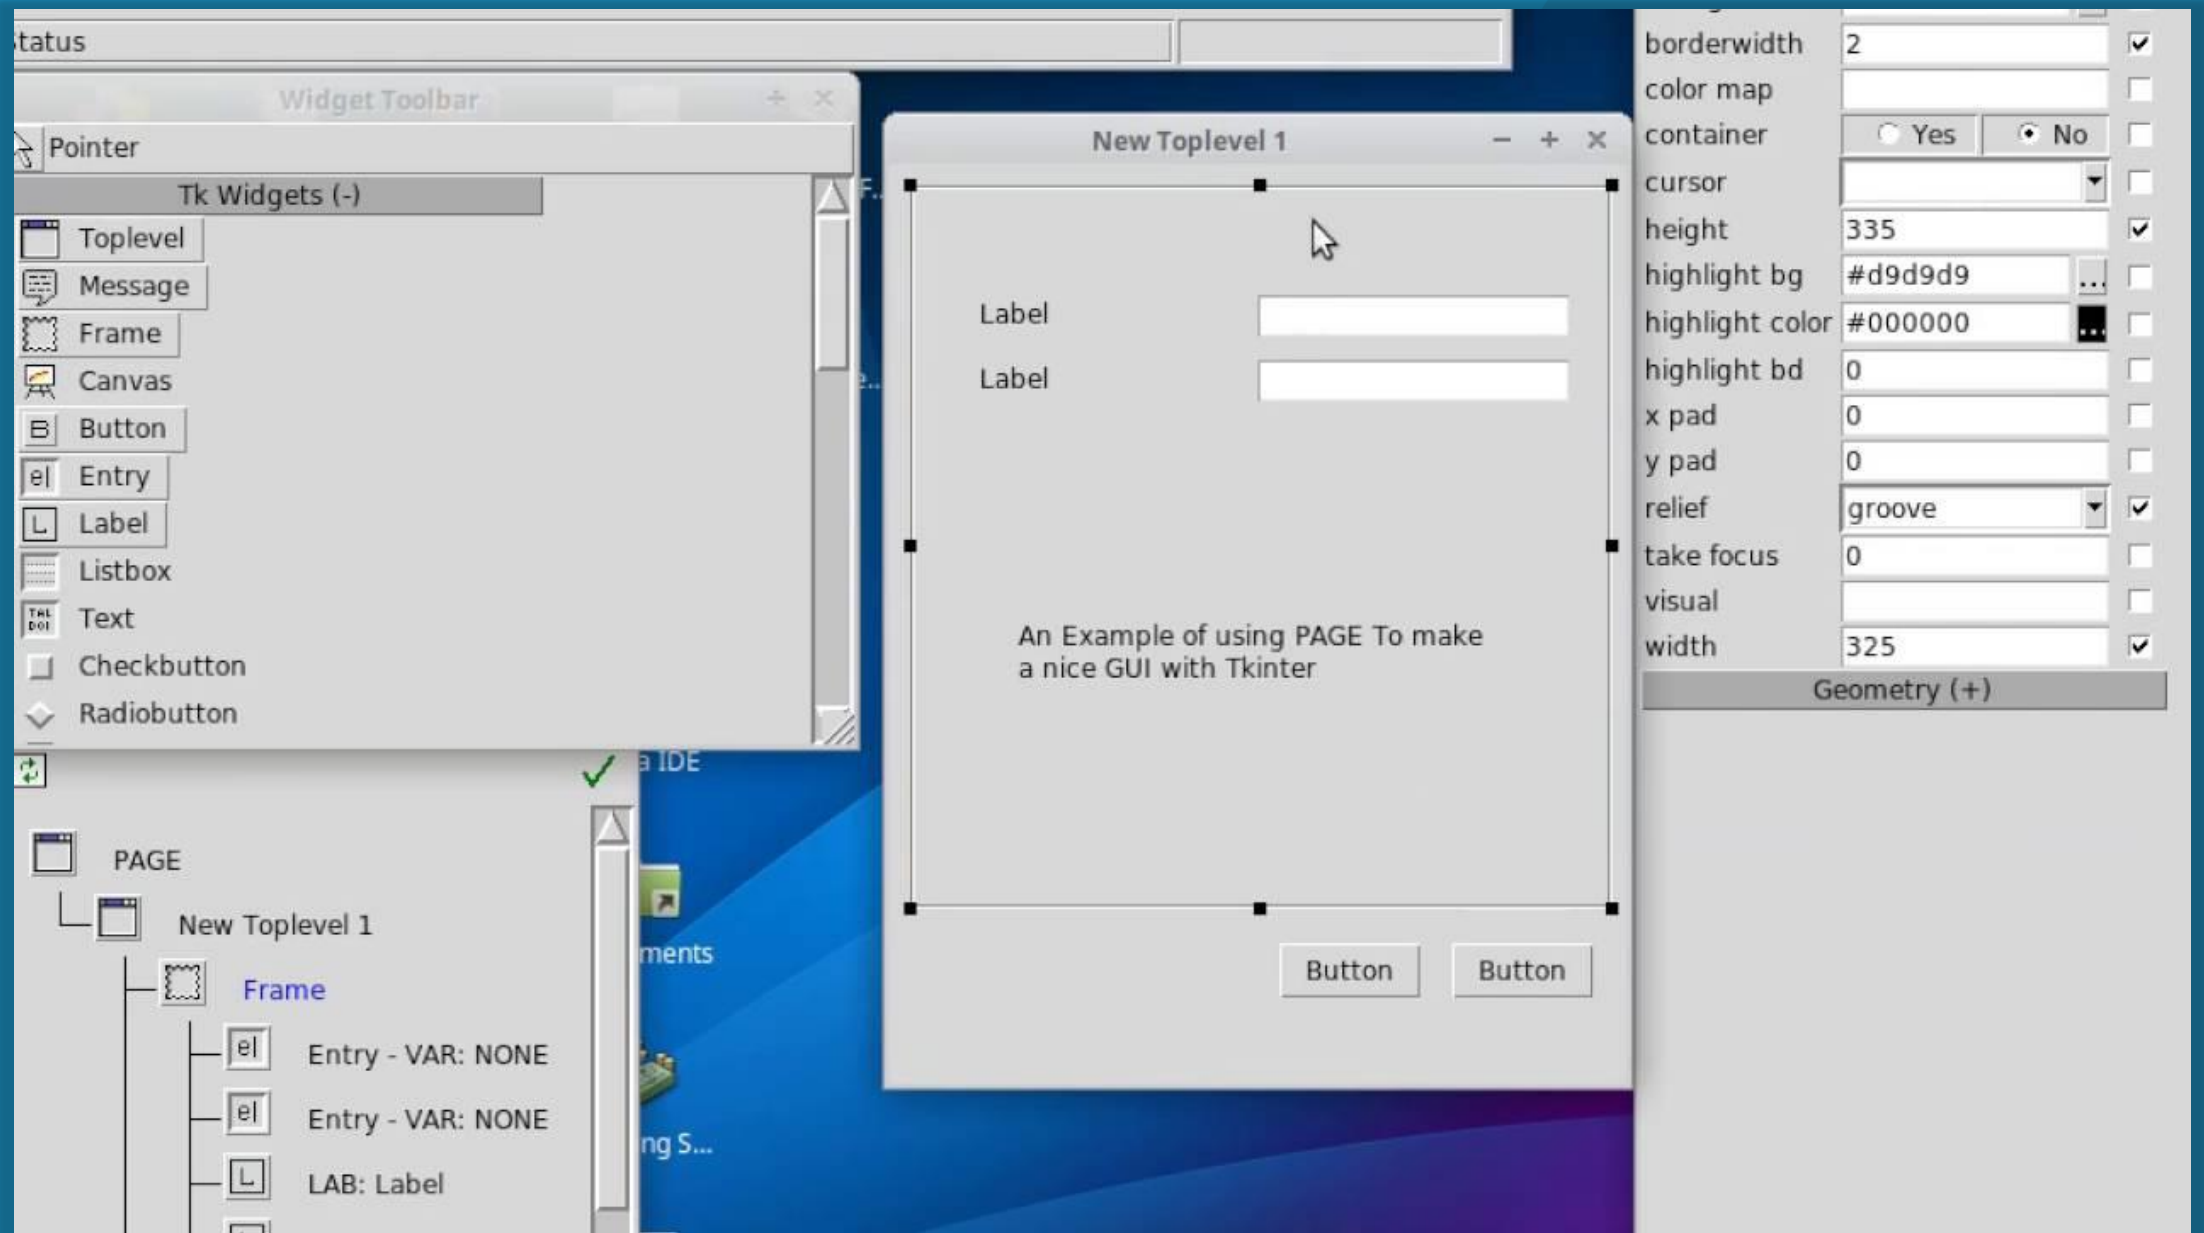 Status
Widget Toolbar
Pointer
Tk Widgets (-)
Toplevel
Message
Frame
Canvas
Button
Entry
Label
Listbox
Text
Checkbutton
Radiobutton
PAGE
New Toplevel 1
Frame
Entry - VAR: NONE
Entry - VAR: NONE
LAB: Label
a IDE
ments
ng S...
New Toplevel 1
Label
Label
An Example of using PAGE To make
a nice GUI with Tkinter
Button Button
borderwidth 2
color map
container Yes No
cursor
height 335
highlight bg #d9d9d9 ...
highlight color #000000 ...
highlight bd 0
x pad 0
y pad 0
relief groove
take focus 0
visual
width 325
Geometry (+)